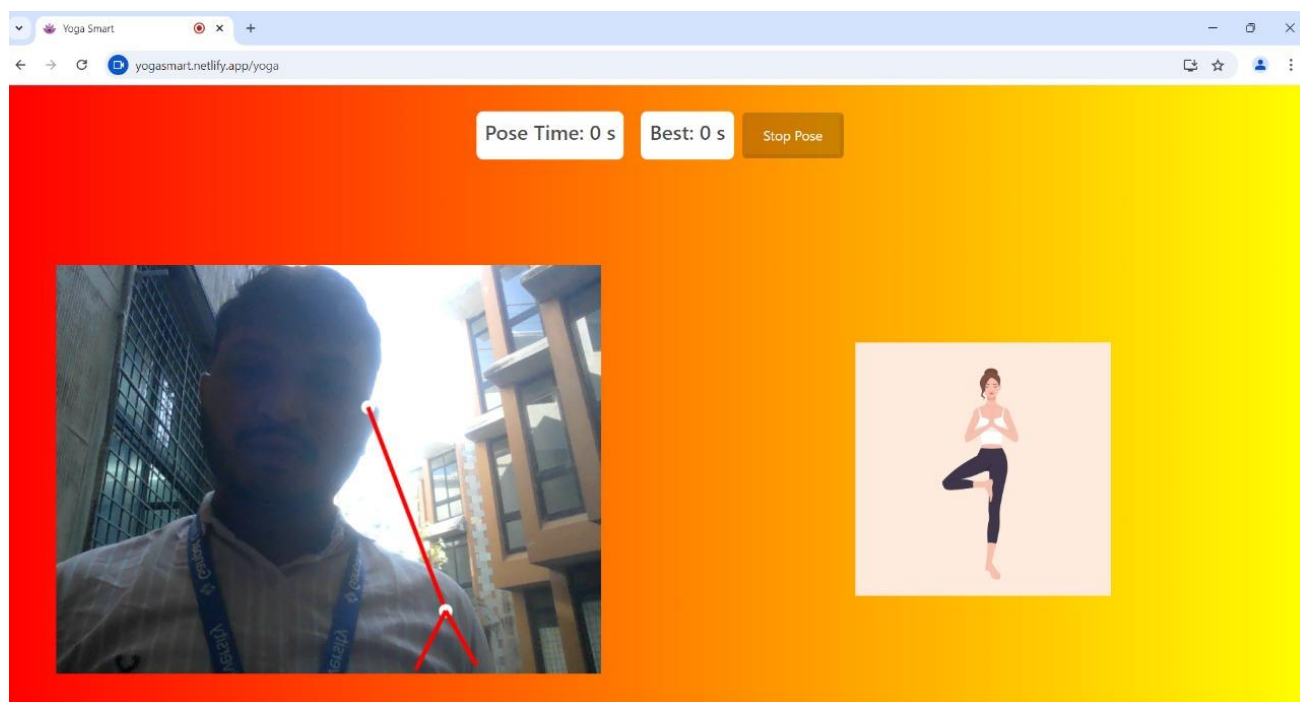 Yoga Smart
yogasmart.netlify.app/yoga
Pose Time: 0 s
Best: 0 s
Stop Pose